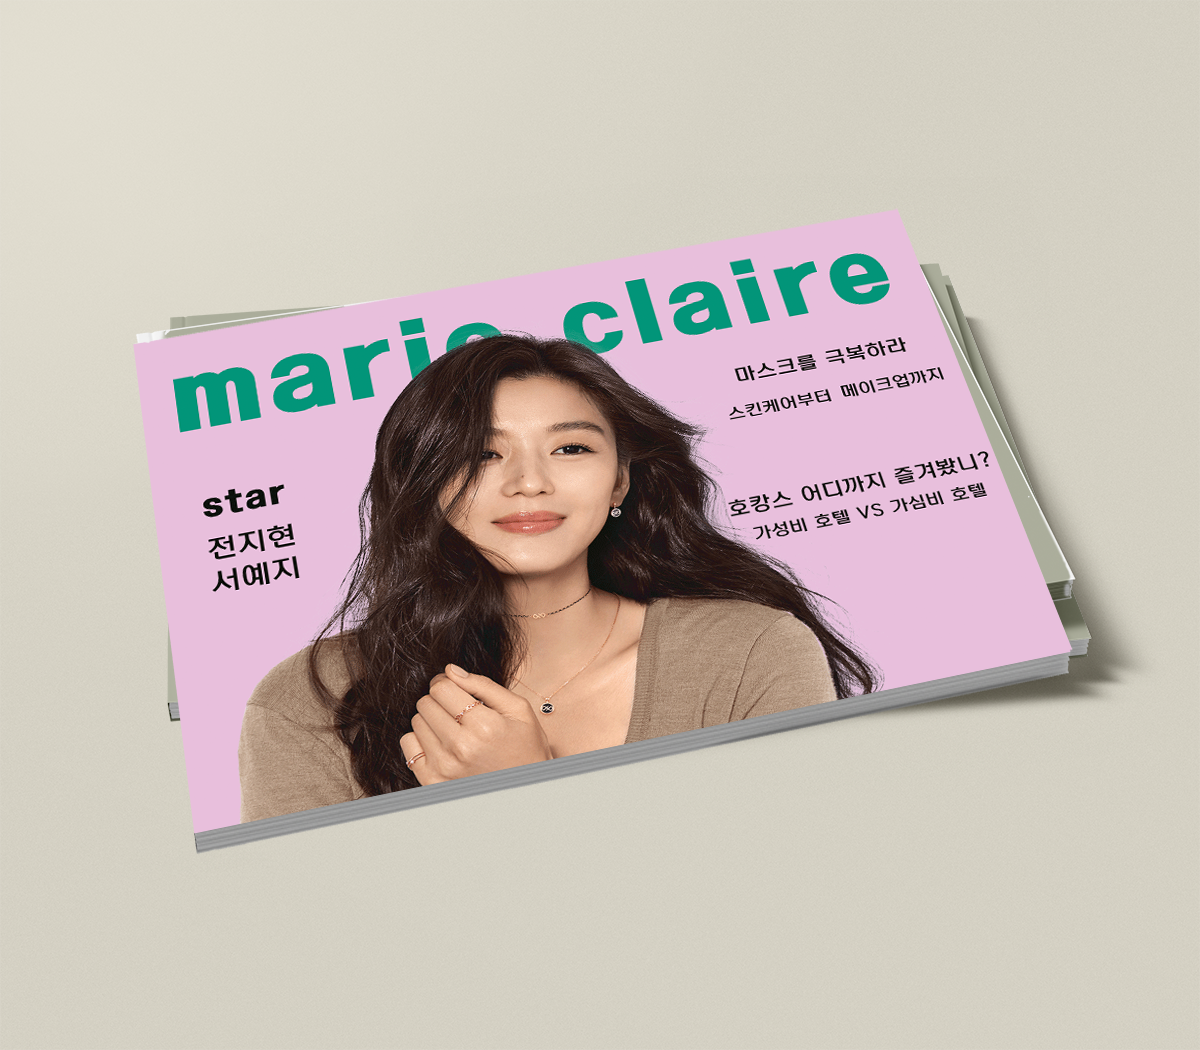 marie claire
마스크를 극복하라
스킨케어부터 메이크업까지
star
전지현
서예지
호캉스 어디까지 즐겨봤니?
가성비 호텔 VS 가심비 호텔